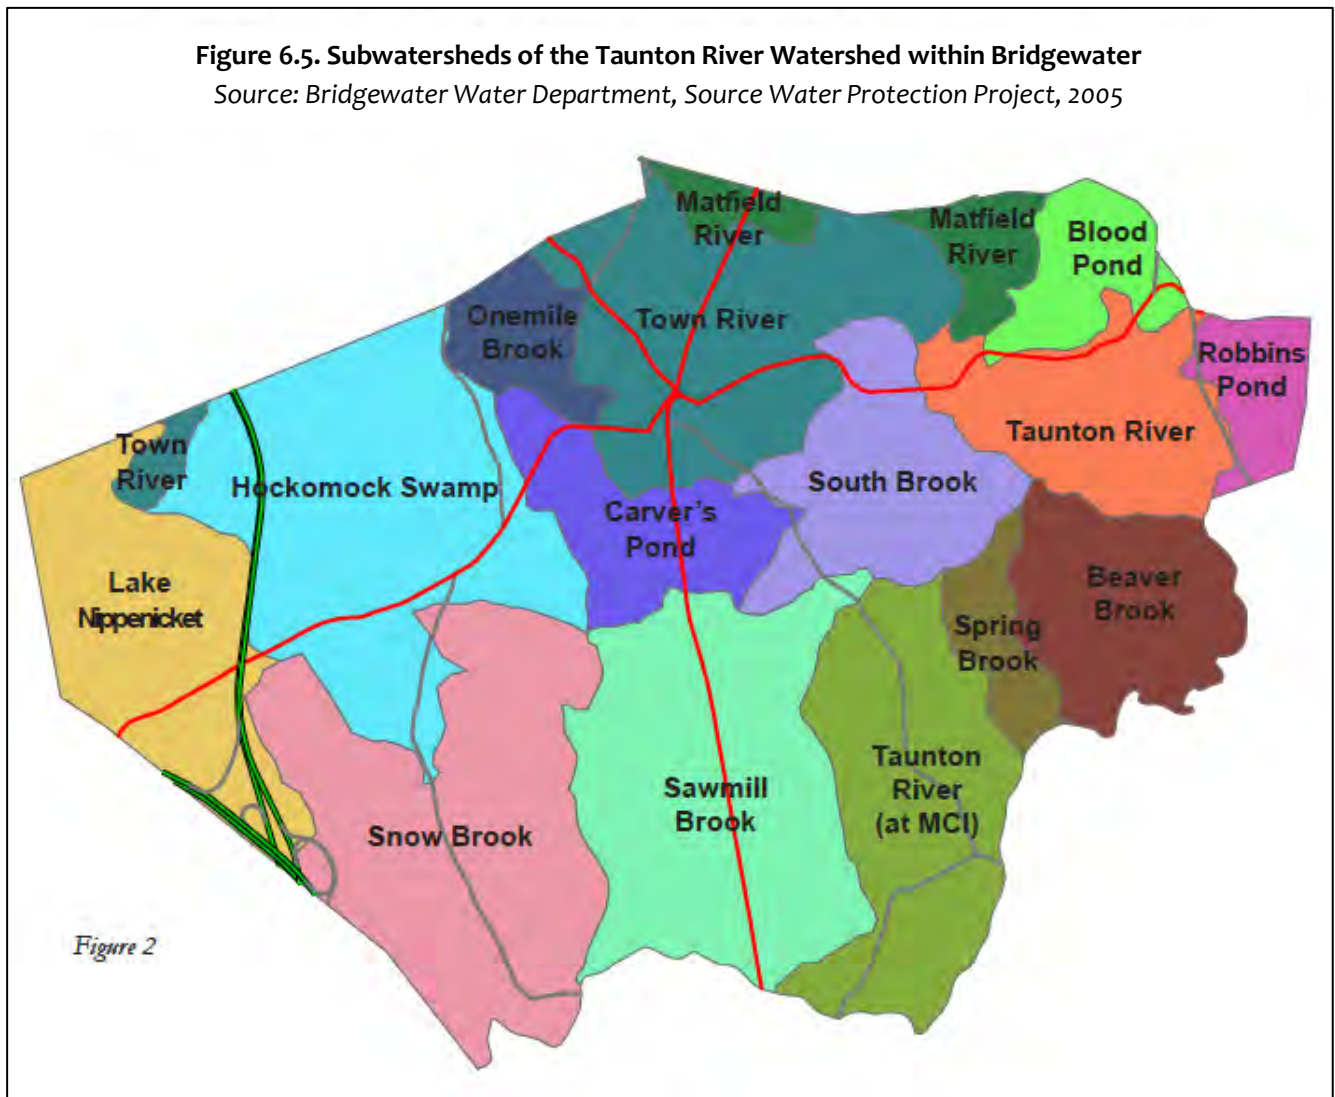 Figure 6.5. Subwatersheds of the Taunton River Watershed within Bridgewater
Source: Bridgewater Water Department, Source Water Protection Project, 2005
Matfield
River
Matfield
River
Blood
Pond
Onemile
Brook
Town River
Robbins
Pond
Town
River
Hockomock Swamp
Taunton River
South Brook
Carver's
Pond
Lake
Nippenicket
Beaver
Brook
Spring
Brook
Taunton
River
(at MCI)
Sawmill
Brook
Snow Brook
Figure 2